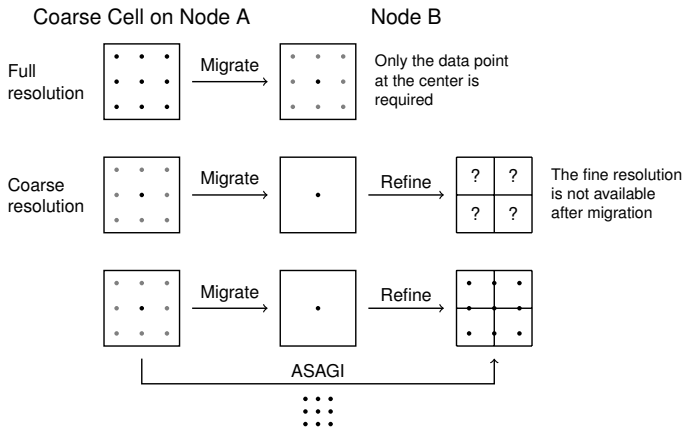 Coarse Cell on Node A
Node B
Full
resolution
Migrate
Only the data point
at the center is
required
Coarse
resolution
Migrate
Refine
? ?
? ?
The fine resolution
is not available
after migration
Migrate
Refine
ASAGI